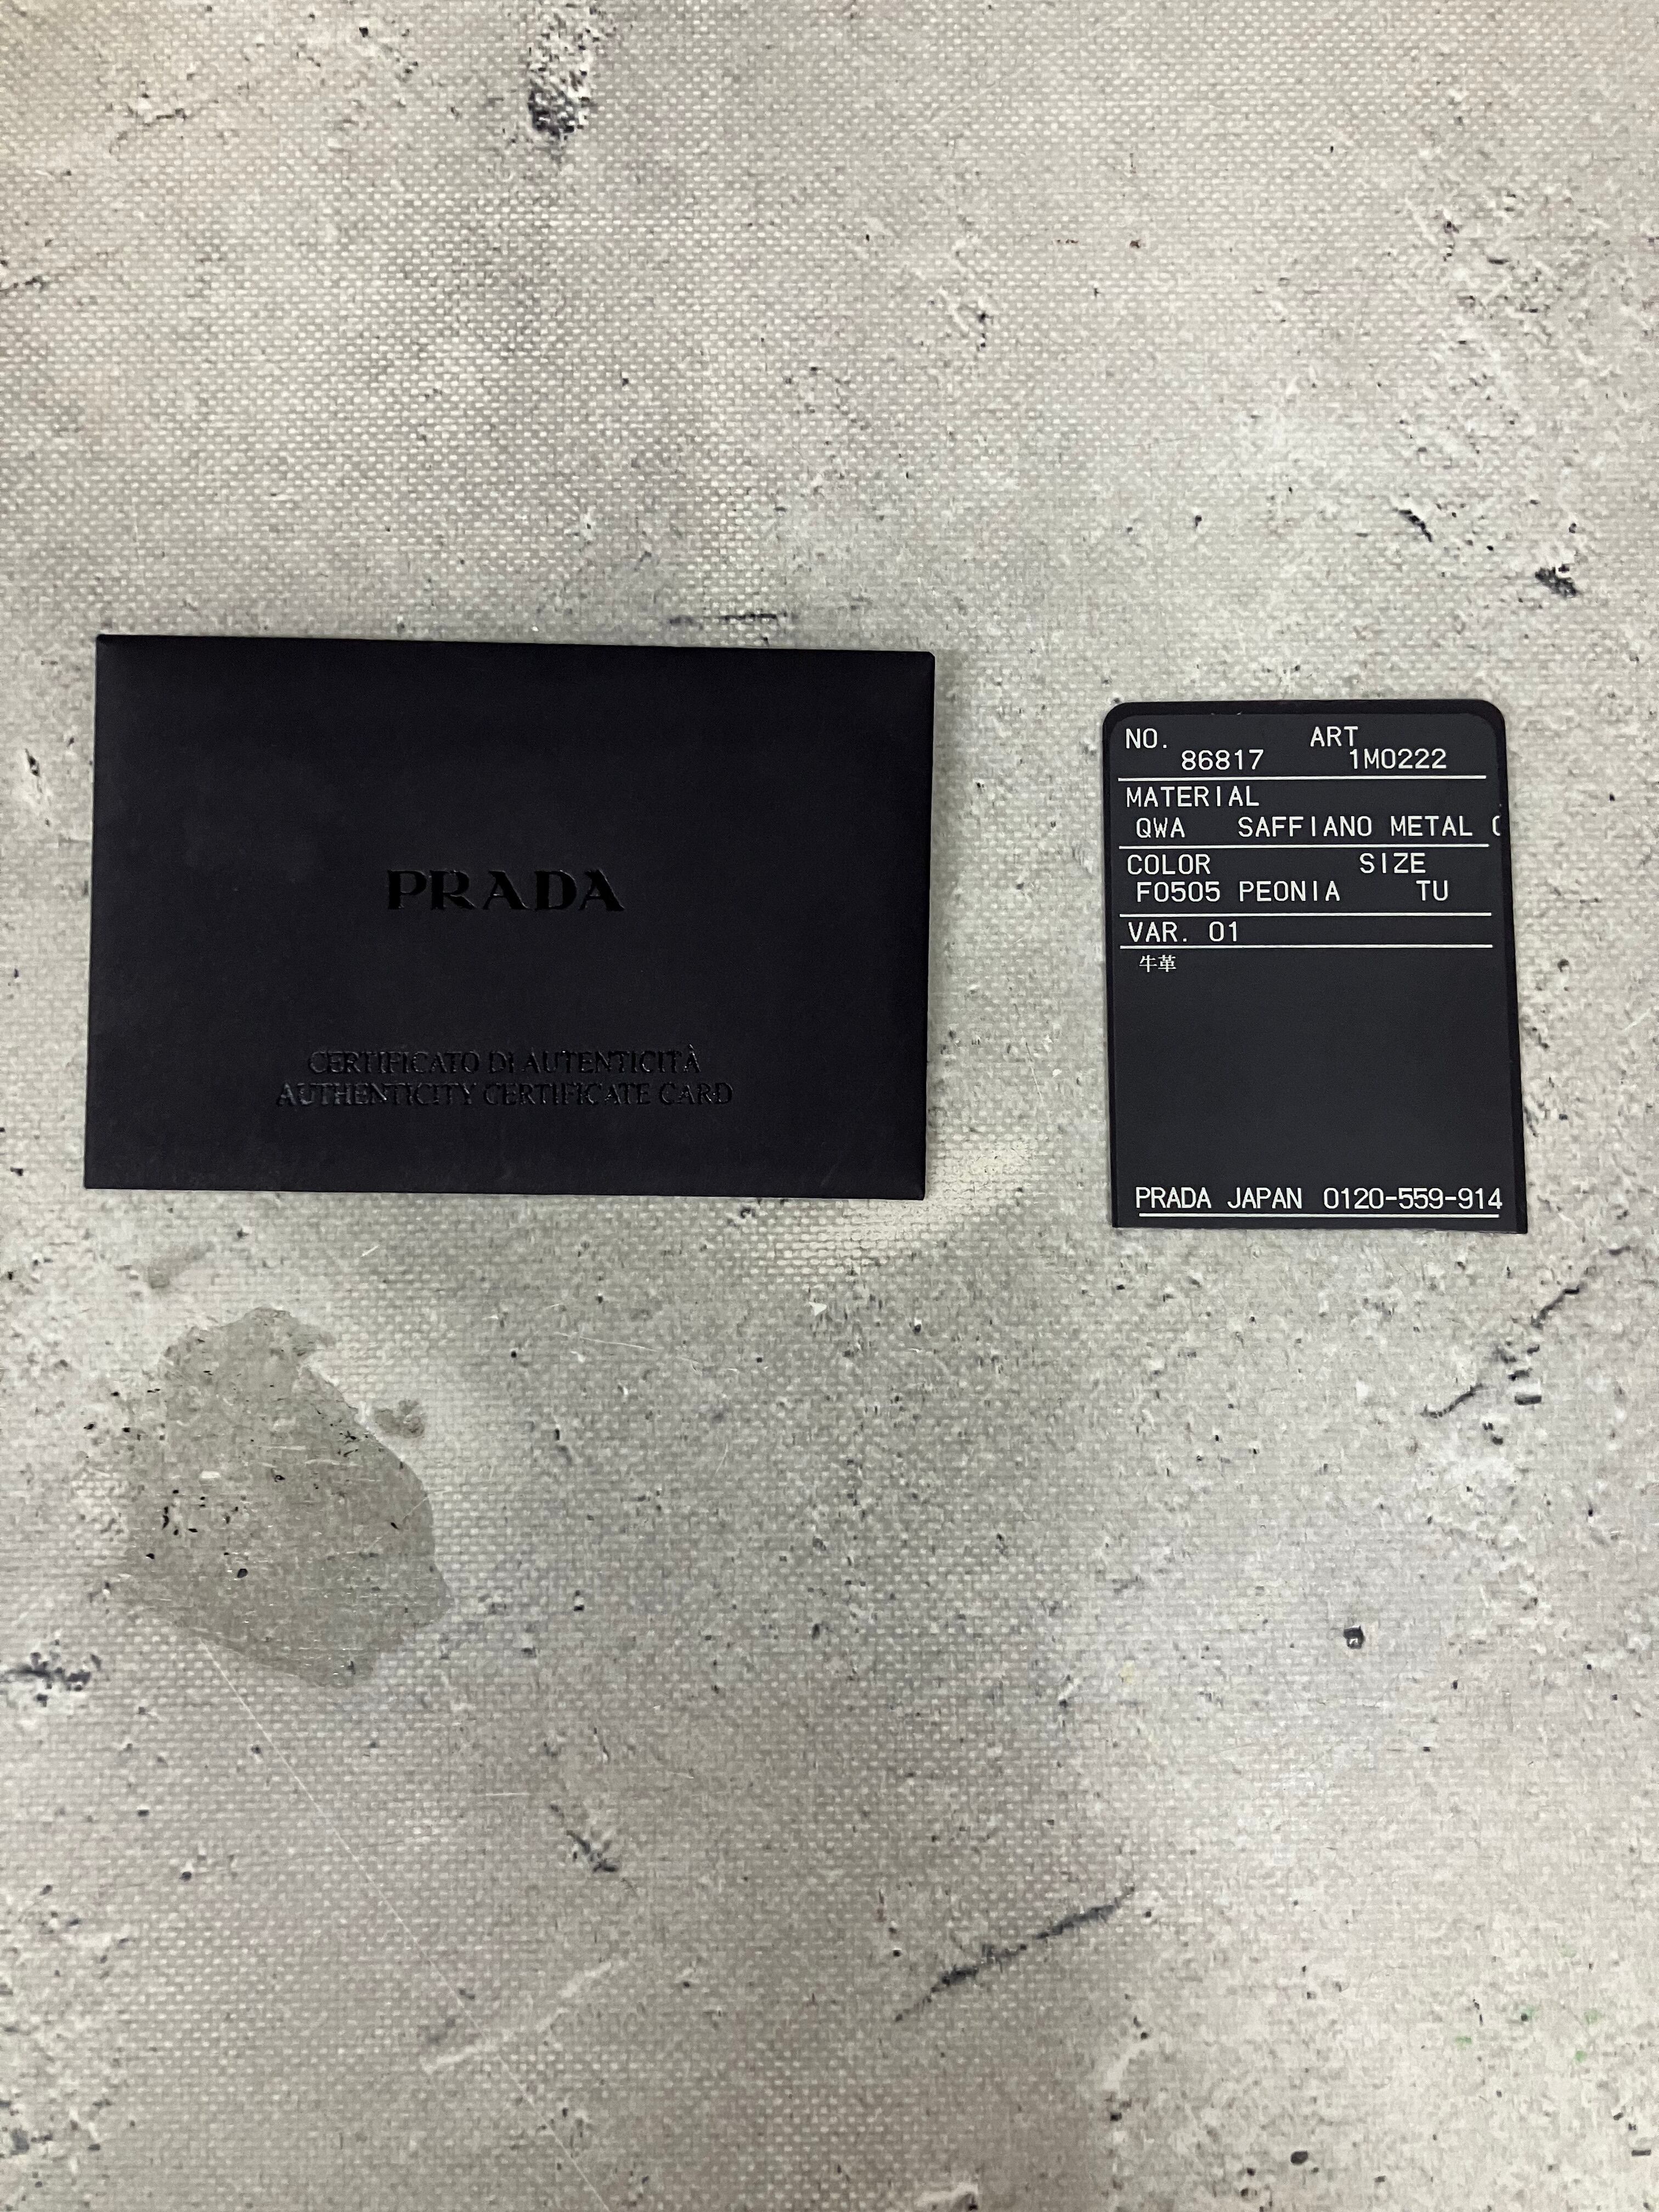 PRADA
CERTIFICATO DI AUTENTICITÀ
AUTHENTICITY CERTIFICATE CARD
NO. ART
86817 1M0222
MATERIAL
QWA SAFFIANO METAL
COLOR SIZE
F0505 PEONIA TU
VAR. 01
牛革
PRADA JAPAN 0120-559-914